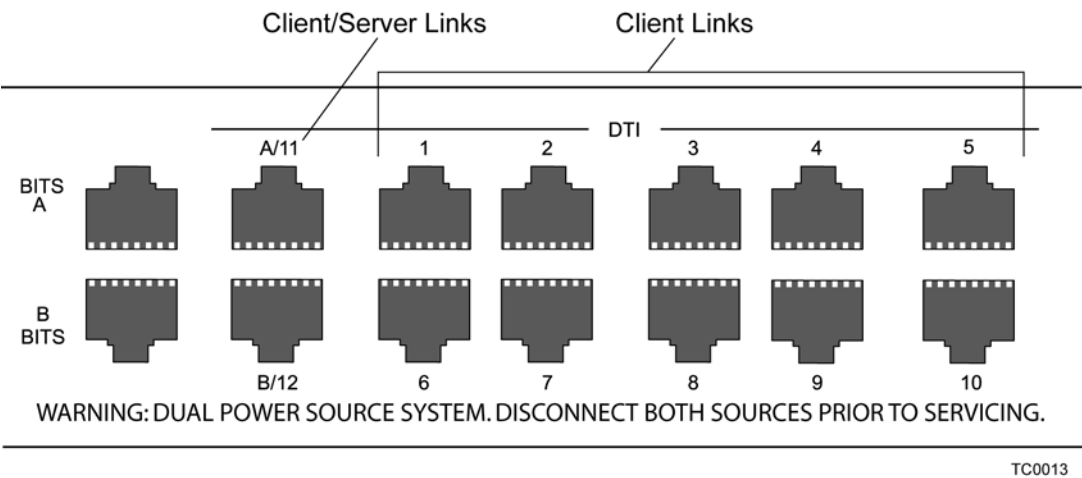 Client/Server Links Client Links
DTI
A/11 1 2 3 4 5
BITS
A
B
BITS
B/12 6 7 8 9 10
WARNING: DUAL POWER SOURCE SYSTEM. DISCONNECT BOTH SOURCES PRIOR TO SERVICING.
TC0013